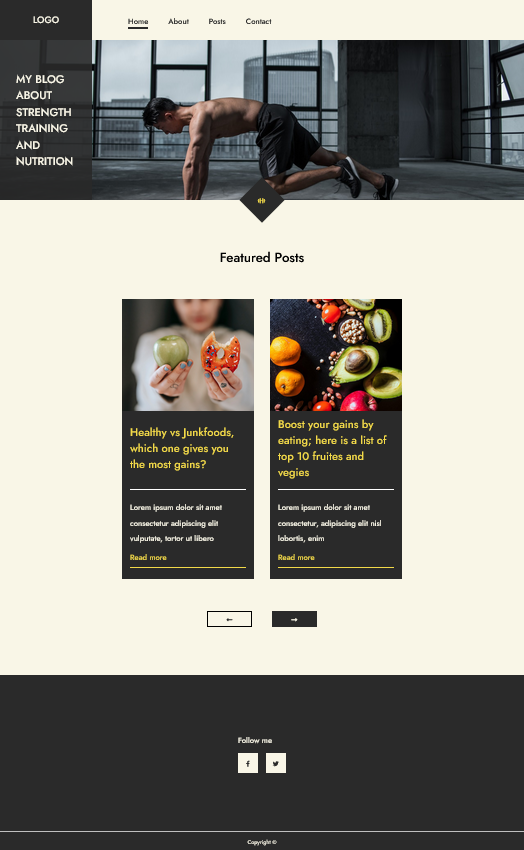 LOGO
Home
About
Posts
Contact
MY BLOG
ABOUT
STRENGTH
TRAINING
AND
NUTRITION
Featured Posts
Healthy vs Junkfoods,
which one gives you
the most gains?
Lorem ipsum dolor sit amet
consectetur adipiscing elit
vulputate, tortor ut libero
Read more
Boost your gains by
eating; here is a list of
top 10 fruites and
vegies
Lorem ipsum dolor sit amet
consectetur, adipiscing elit nisl
lobortis, enim
Read more
←
→
Follow me
Copyright ©